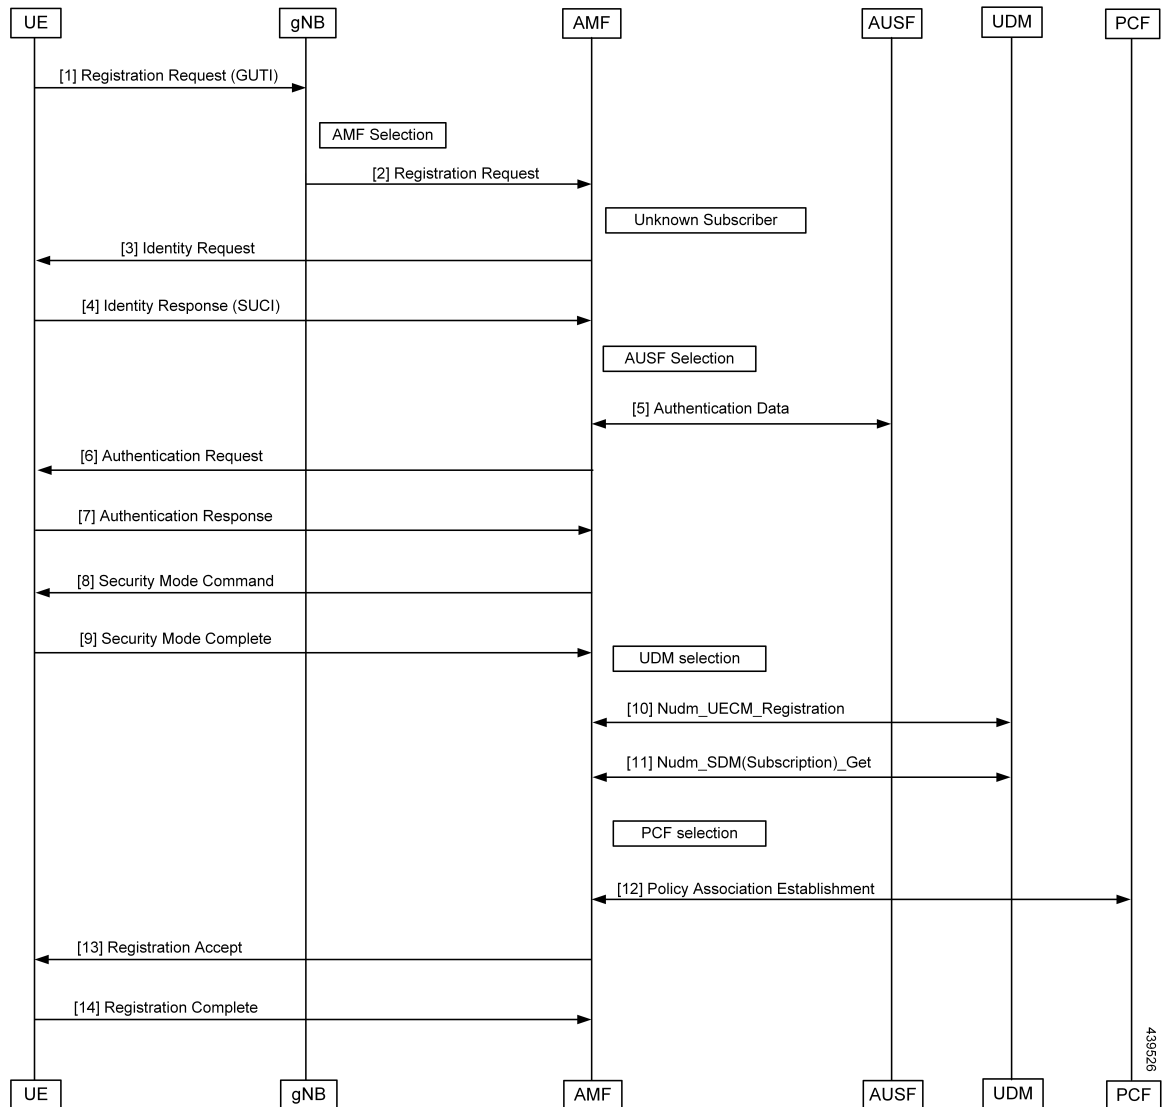 UE
gNB
AMF
AUSF
UDM
PCF
[1] Registration Request (GUTI)
AMF Selection
[2] Registration Request
Unknown Subscriber
[3] Identity Request
[4] Identity Response (SUCI)
AUSF Selection
[5] Authentication Data
[6] Authentication Request
[7] Authentication Response
[8] Security Mode Command
[9] Security Mode Complete
UDM selection
[10] Nudm_UECM_Registration
[11] Nudm_SDM(Subscription)_Get
PCF selection
[12] Policy Association Establishment
[13] Registration Accept
[14] Registration Complete
439526
UE
gNB
AMF
AUSF
UDM
PCF